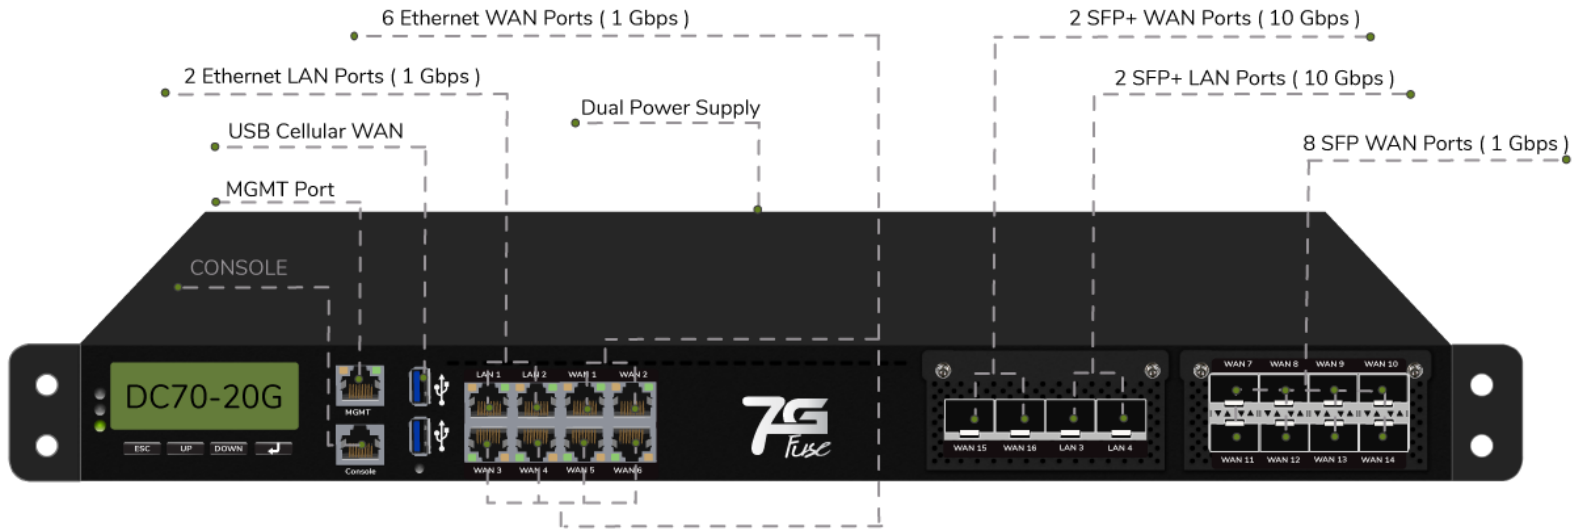 6 Ethernet WAN Ports ( 1 Gbps )
2 SFP+ WAN Ports ( 10 Gbps )
2 Ethernet LAN Ports ( 1 Gbps )
2 SFP+ LAN Ports ( 10 Gbps )
Dual Power Supply
USB Cellular WAN
8 SFP WAN Ports ( 1 Gbps )
MGMT Port
CONSOLE
DC70-20G
ESC UP DOWN
MGMT
Console
LAN 1 LAN 2 WAN 1 WAN 2
WAN 3 WAN 4 WAN 5 WAN 6
7G
Fuse
WAN 15 WAN 16 LAN 3 LAN 4
WAN 7 WAN 8 WAN 9 WAN 10
WAN 11 WAN 12 WAN 13 WAN 14